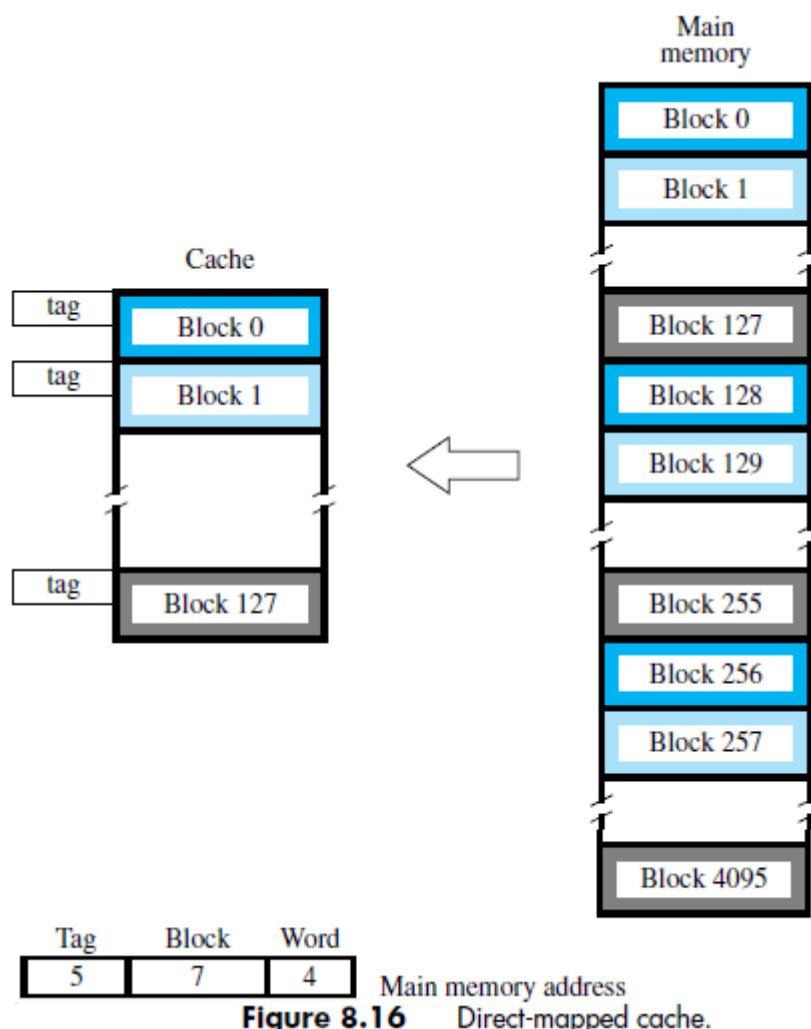 Main
memory
Block 0
Block 1
Cache
tag
Block 0
Block 127
tag
Block 1
Block 128
Block 129
tag
Block 127
Block 255
Block 256
Block 257
Block 4095
Tag Block Word
5 7 4
Main memory address
Figure 8.16 Direct-mapped cache.